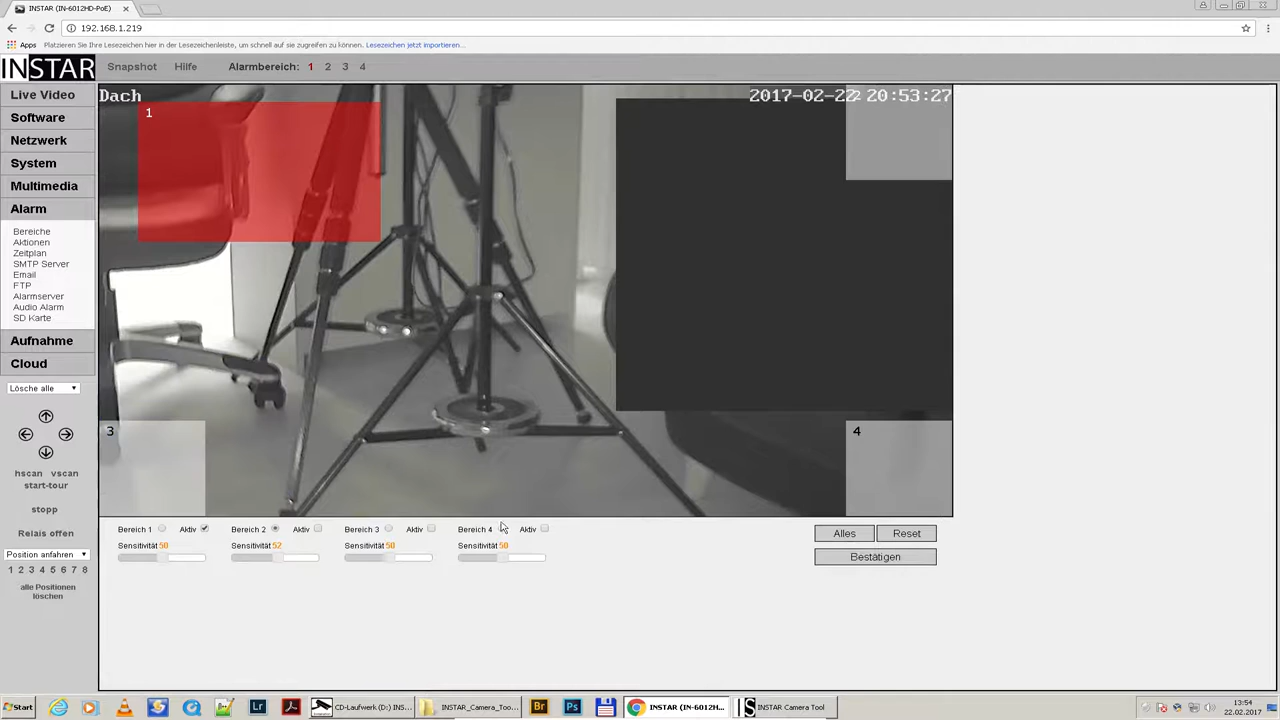 INSTAR (IN-6012HD-PoE)
192.168.1.219
Apps Platzieren Sie Ihre Lesezeichen hier in der Lesezeichenleiste, um schnell auf sie zugreifen zu können. Lesezeichen jetzt importieren...
INSTAR Snapshot Hilfe Alarmbereich: 1 2 3 4
Live Video
Software
Netzwerk
System
Multimedia
Alarm
Bereiche
Aktionen
Zeitplan
SMTP Server
Email
FTP
Alarmserver
Audio Alarm
SD Karte
Aufnahme
Cloud
Lösche alle
hscan vscan
start-tour
stopp
Relais offen
Position anfahren
1 2 3 4 5 6 7 8
alle Positionen
löschen
Dach 2017-02-22 20:53:27
1
2
3
4
Bereich 1 Aktiv Bereich 2 Aktiv Bereich 3 Aktiv Bereich 4 Aktiv
Sensitivität 50 Sensitivität 52 Sensitivität 50 Sensitivität 50
Alles Reset
Bestätigen
Start Lr CD-Laufwerk (D:) INS... INSTAR_Camera_Too... Br Ps INSTAR (IN-6012H... INSTAR Camera Tool
13:54
22.02.2017